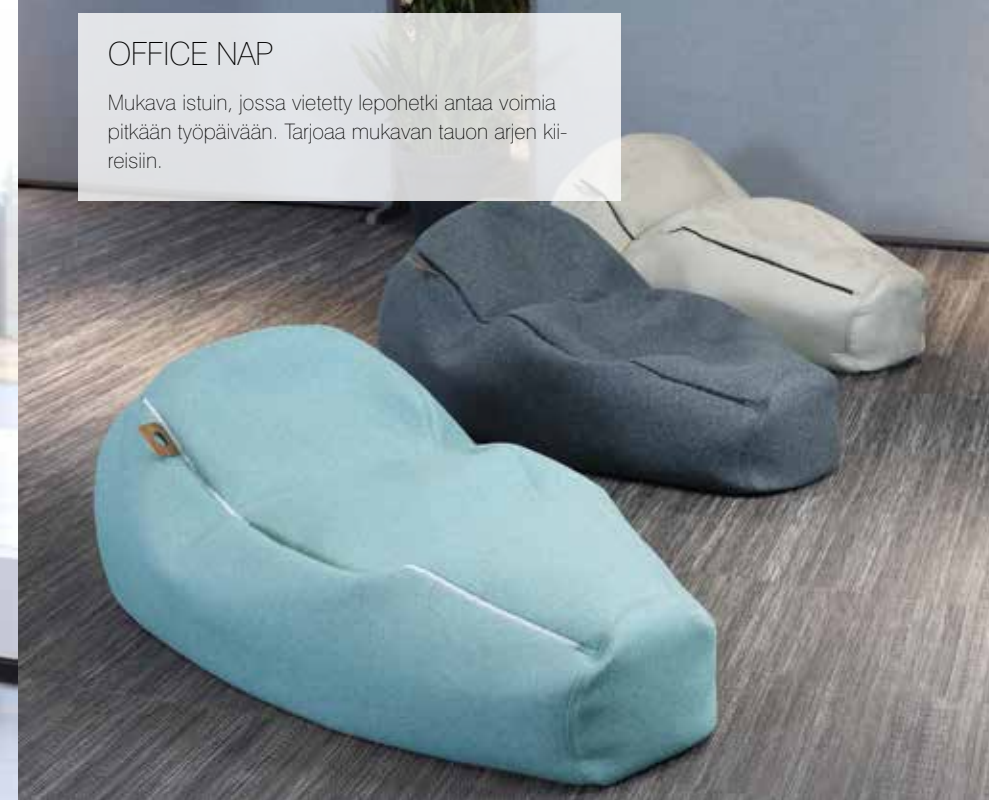 OFFICE NAP
Mukava istuin, jossa vietetty lepohetki antaa voimia
pitkään työpäivään. Tarjoaa mukavan tauon arjen kii-
reisiin.